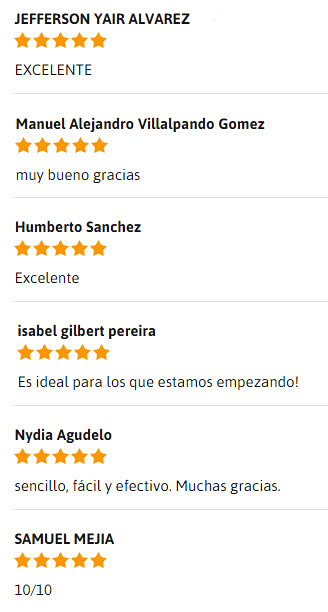 JEFFERSON YAIR ALVAREZ
EXCELENTE
Manuel Alejandro Villalpando Gomez
muy bueno gracias
Humberto Sanchez
Excelente
isabel gilbert pereira
Es ideal para los que estamos empezando!
Nydia Agudelo
sencillo, fácil y efectivo. Muchas gracias.
SAMUEL MEJIA
10/10